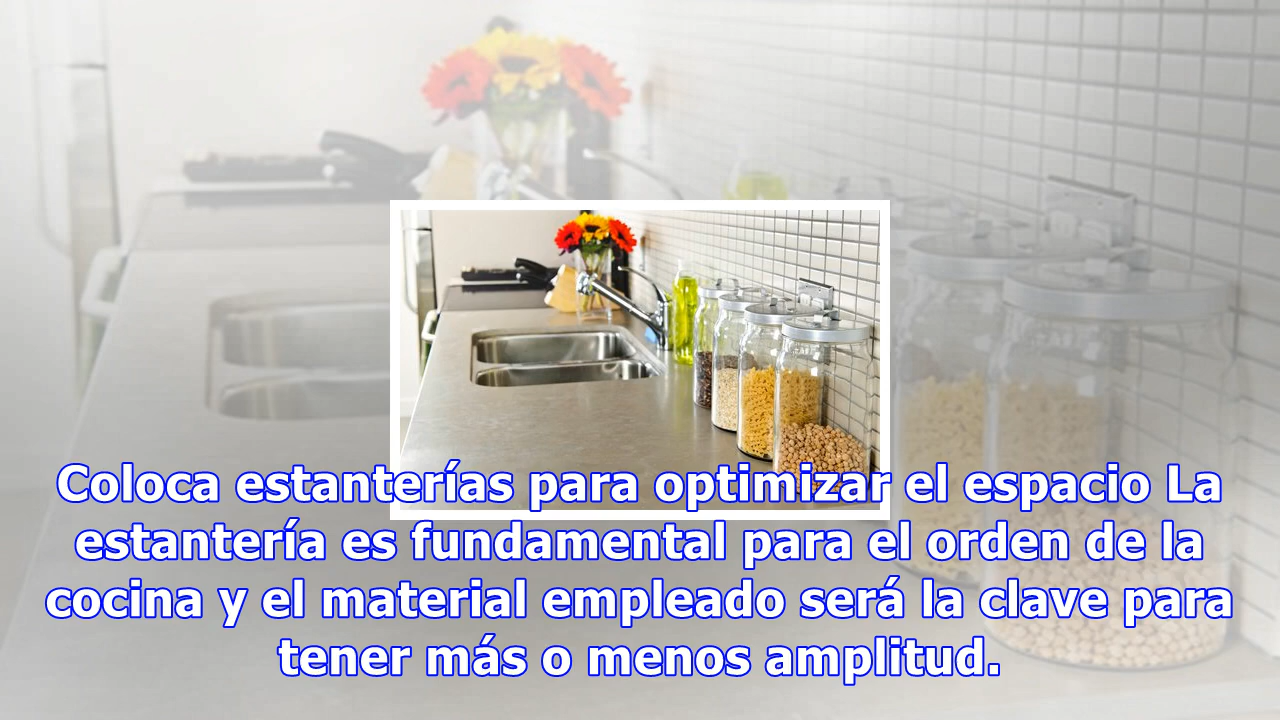 Coloca estanterías para optimizar el espacio La
estantería es fundamental para el orden de la
cocina y el material empleado será la clave para
tener más o menos amplitud.